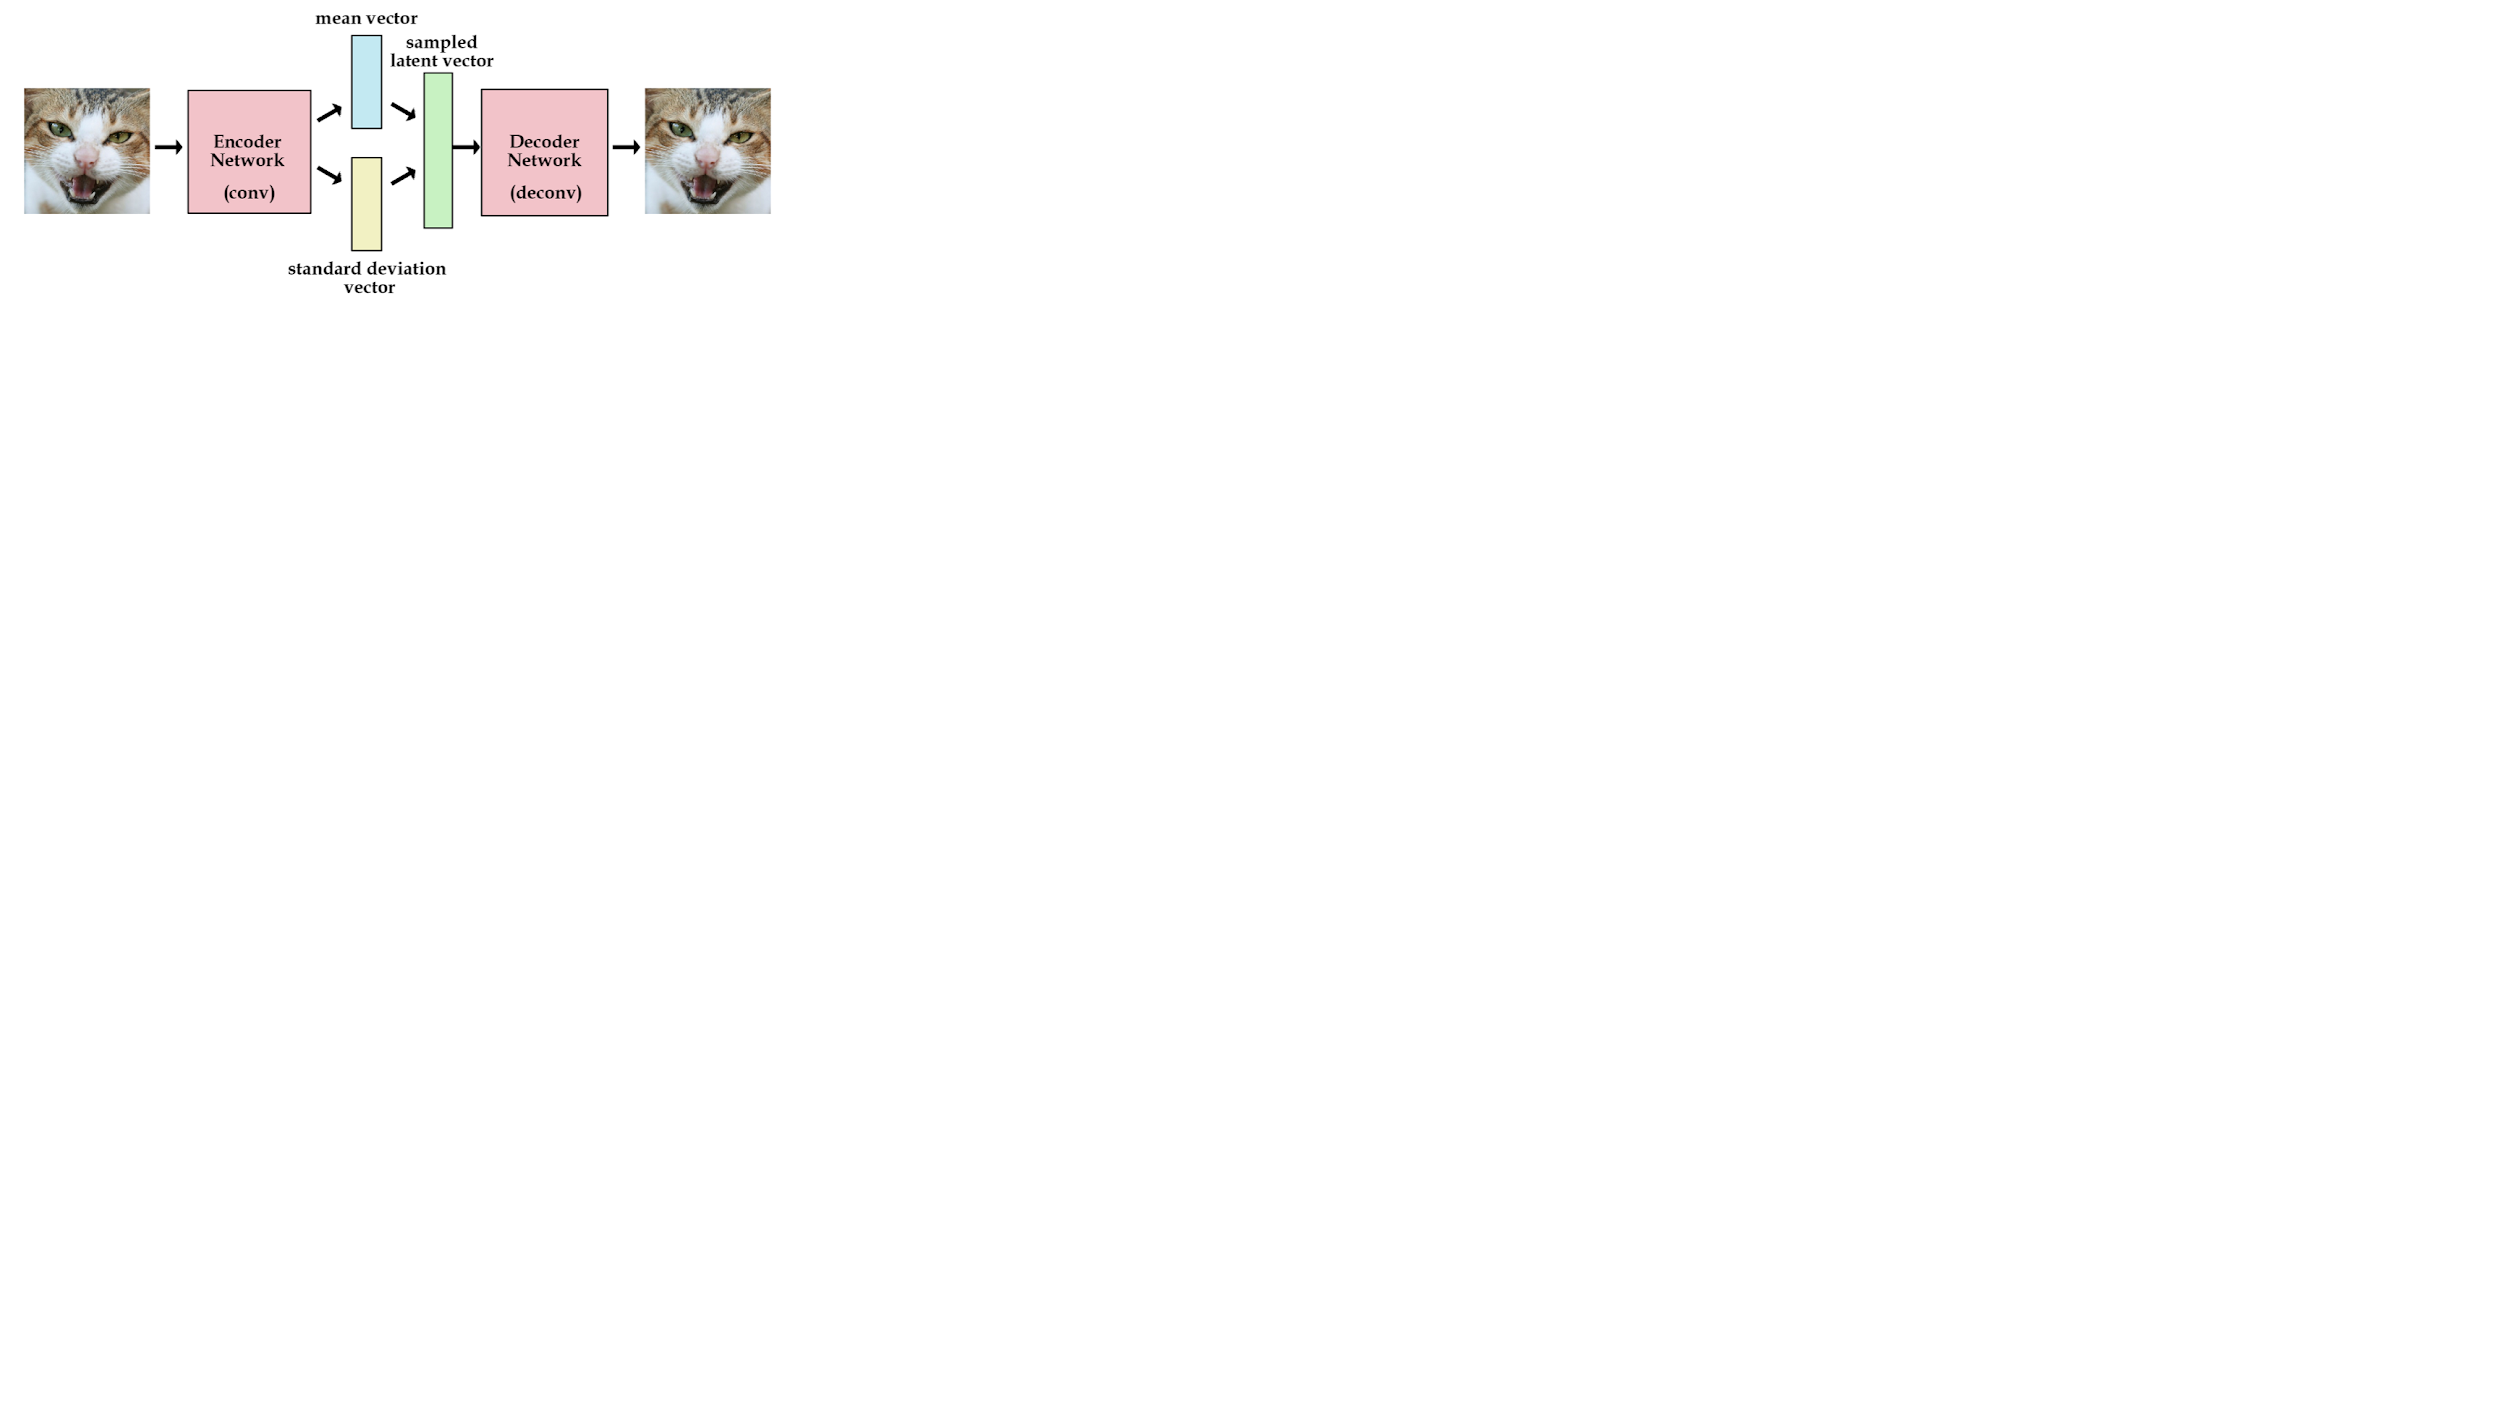 mean vector
sampled
latent vector
Encoder
Network
(conv)
Decoder
Network
(deconv)
standard deviation
vector